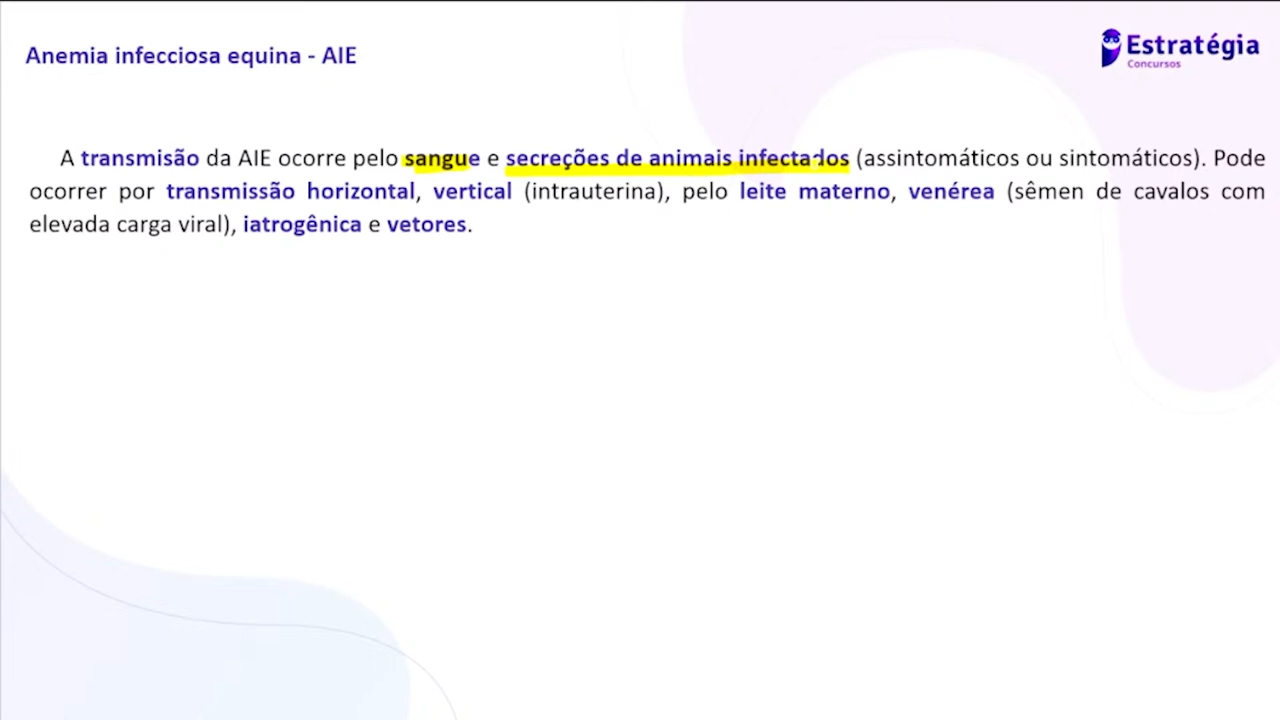 Anemia infecciosa equina - AIE
Estratégia
Concursos
A transmisão da AIE ocorre pelo sangue e secreções de animais infectados (assintomáticos ou sintomáticos). Pode
ocorrer por transmissão horizontal, vertical (intrauterina), pelo leite materno, venérea (sêmen de cavalos com
elevada carga viral), iatrogênica e vetores.